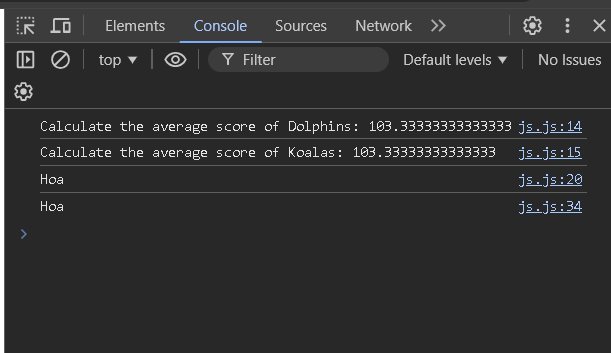 Elements Console Sources Network
top Filter Default levels No Issues
Calculate the average score of Dolphins: 103.33333333333333 js.js:14
Calculate the average score of Koalas: 103.33333333333333 js.js:15
Hoa js.js:20
Hoa js.js:34